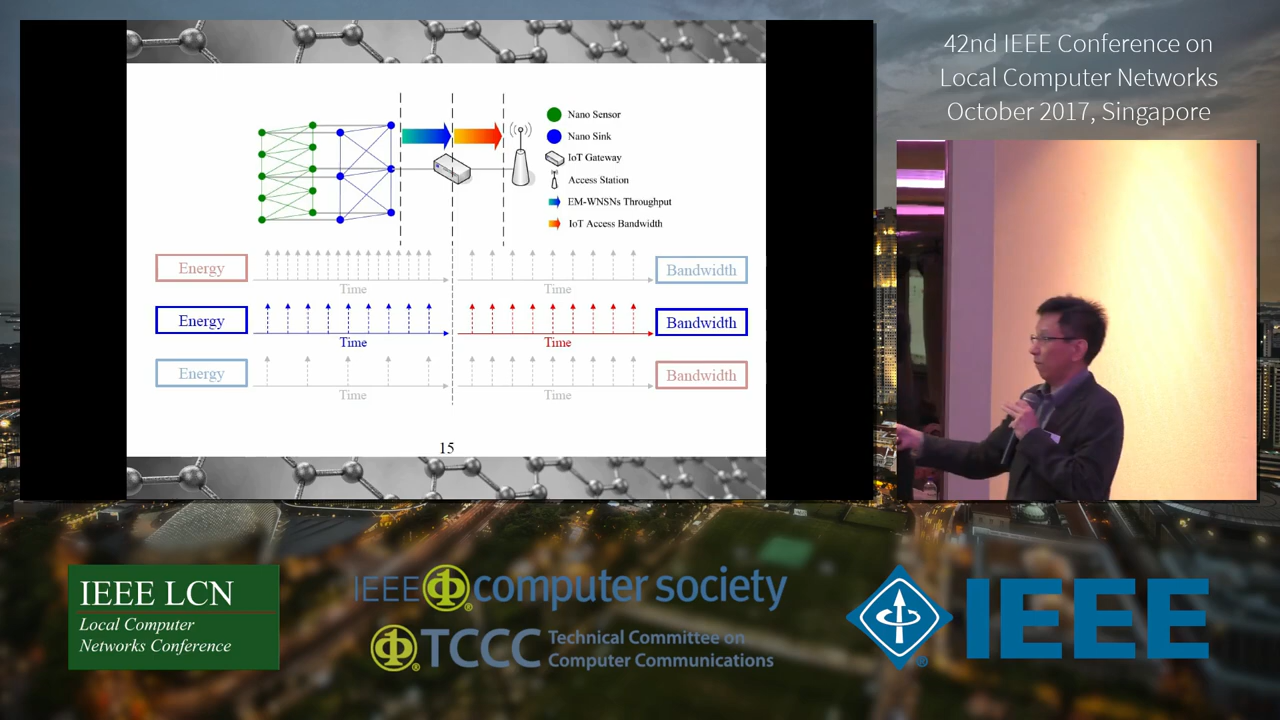 42nd IEEE Conference on
Local Computer Networks
October 2017, Singapore
Nano Sensor
Nano Sink
IoT Gateway
Access Station
EM-WNSNs Throughput
IoT Access Bandwidth
Energy
Time
Time
Bandwidth
Energy
Time
Time
Bandwidth
Energy
Time
Time
Bandwidth
15
IEEE LCN
Local Computer
Networks Conference
IEEE computer society
TCCC Technical Committee on
Computer Communications
IEEE